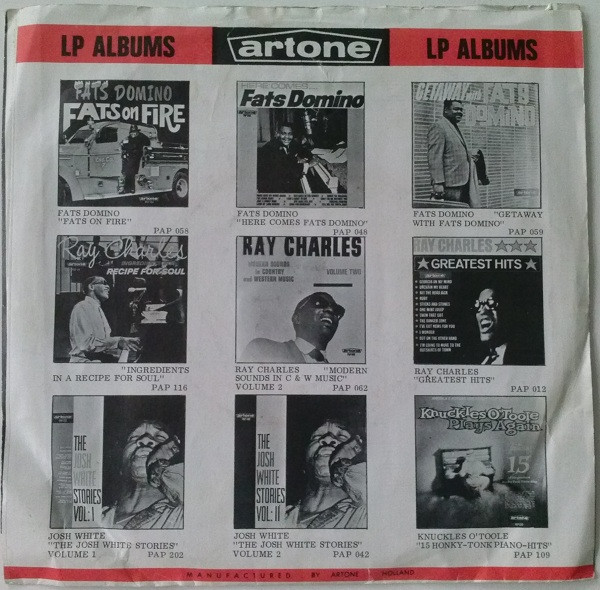 LP ALBUMS artone LP ALBUMS
FATS DOMINO
FATS on FIRE
FATS DOMINO
"FATS ON FIRE"
PAP 058
HERE COMES...
Fats Domino
FATS DOMINO
"HERE COMES FATS DOMINO"
PAP 048
GETAWAY with FATS
DOMINO
FATS DOMINO "GETAWAY
WITH FATS DOMINO"
PAP 059
Ray Charles
INGREDIENTS
RECIPE FOR SOUL
"INGREDIENTS
IN A RECIPE FOR SOUL"
PAP 116
RAY CHARLES
MODERN SOUNDS
in COUNTRY
and WESTERN MUSIC
VOLUME TWO
RAY CHARLES "MODERN
SOUNDS IN C & W MUSIC"
VOLUME 2 PAP 062
RAY CHARLES
GREATEST HITS
RAY CHARLES
"GREATEST HITS"
PAP 012
THE
JOSH
WHITE
STORIES
VOL: I
JOSH WHITE
"THE JOSH WHITE STORIES"
VOLUME 1 PAP 202
THE
JOSH
WHITE
STORIES
VOL: II
JOSH WHITE
"THE JOSH WHITE STORIES"
VOLUME 2 PAP 042
Knuckles O'Toole
Plays Again
15
KNUCKLES O'TOOLE
"15 HONKY-TONK PIANO-HITS"
PAP 109
MANUFACTURED BY ARTONE HOLLAND